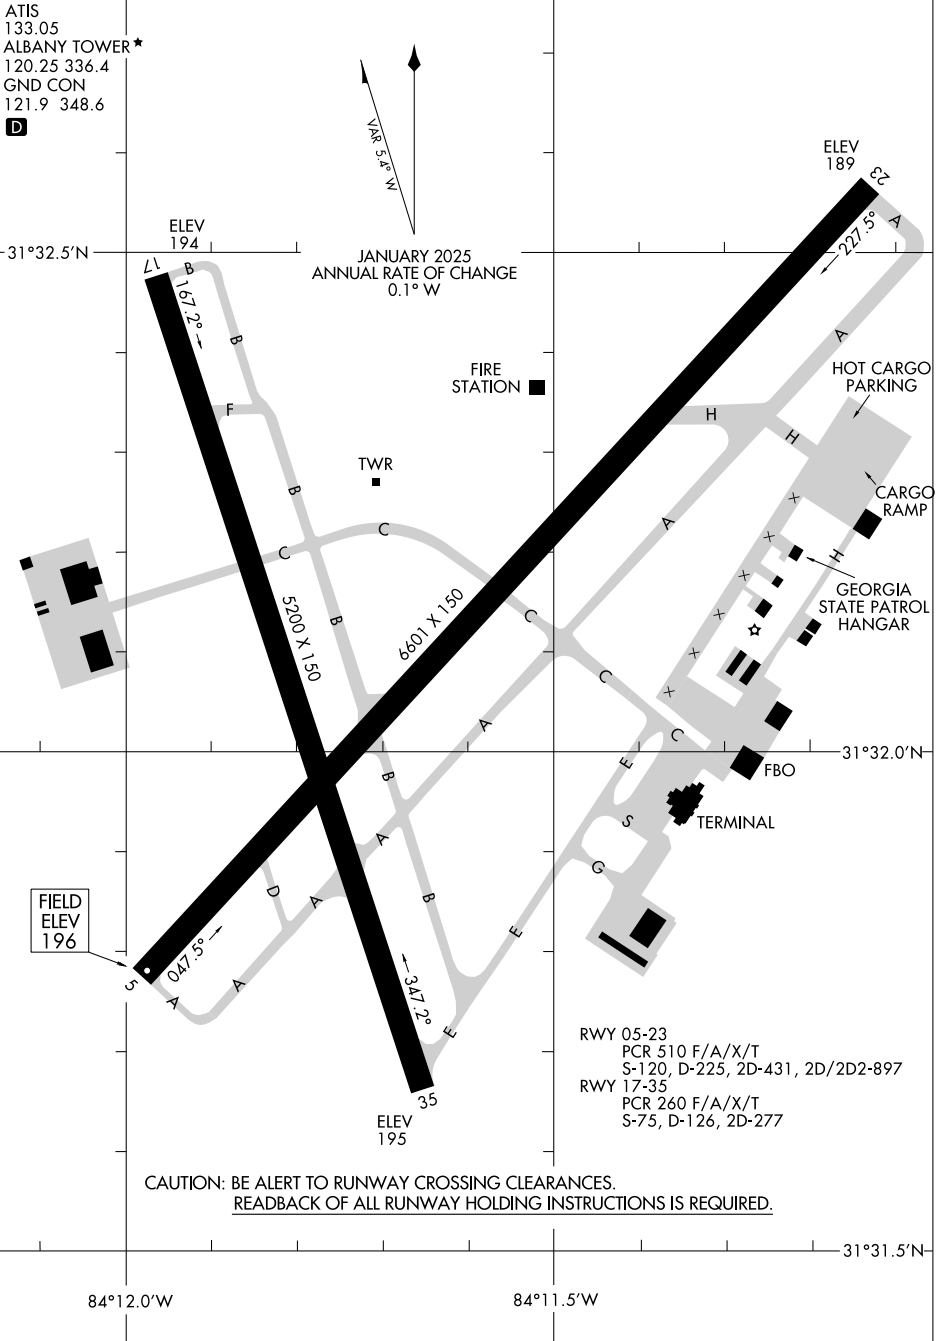 ATIS
133.05
ALBANY TOWER★
120.25 336.4
GND CON
121.9 348.6
D
VAR 5.4° W
JANUARY 2025
ANNUAL RATE OF CHANGE
0.1° W
ELEV
189
23
A
227.5°
31°32.5'N
ELEV
194
17
B
167.2°
B
A
FIRE
STATION
HOT CARGO
PARKING
F
H
H
TWR
B
CARGO
RAMP
A
C
C
X
X
H
X
GEORGIA
STATE PATROL
HANGAR
5200 X 150
6601 X 150
B
C
X
X
C
X
A
C
31°32.0'N
E
FBO
B
TERMINAL
S
A
G
D
A
B
FIELD
ELEV
196
E
047.5°
5
A
A
347.2°
E
35
ELEV
195
RWY 05-23
PCR 510 F/A/X/T
S-120, D-225, 2D-431, 2D/2D2-897
RWY 17-35
PCR 260 F/A/X/T
S-75, D-126, 2D-277
CAUTION: BE ALERT TO RUNWAY CROSSING CLEARANCES.
READBACK OF ALL RUNWAY HOLDING INSTRUCTIONS IS REQUIRED.
31°31.5'N
84°12.0'W
84°11.5'W